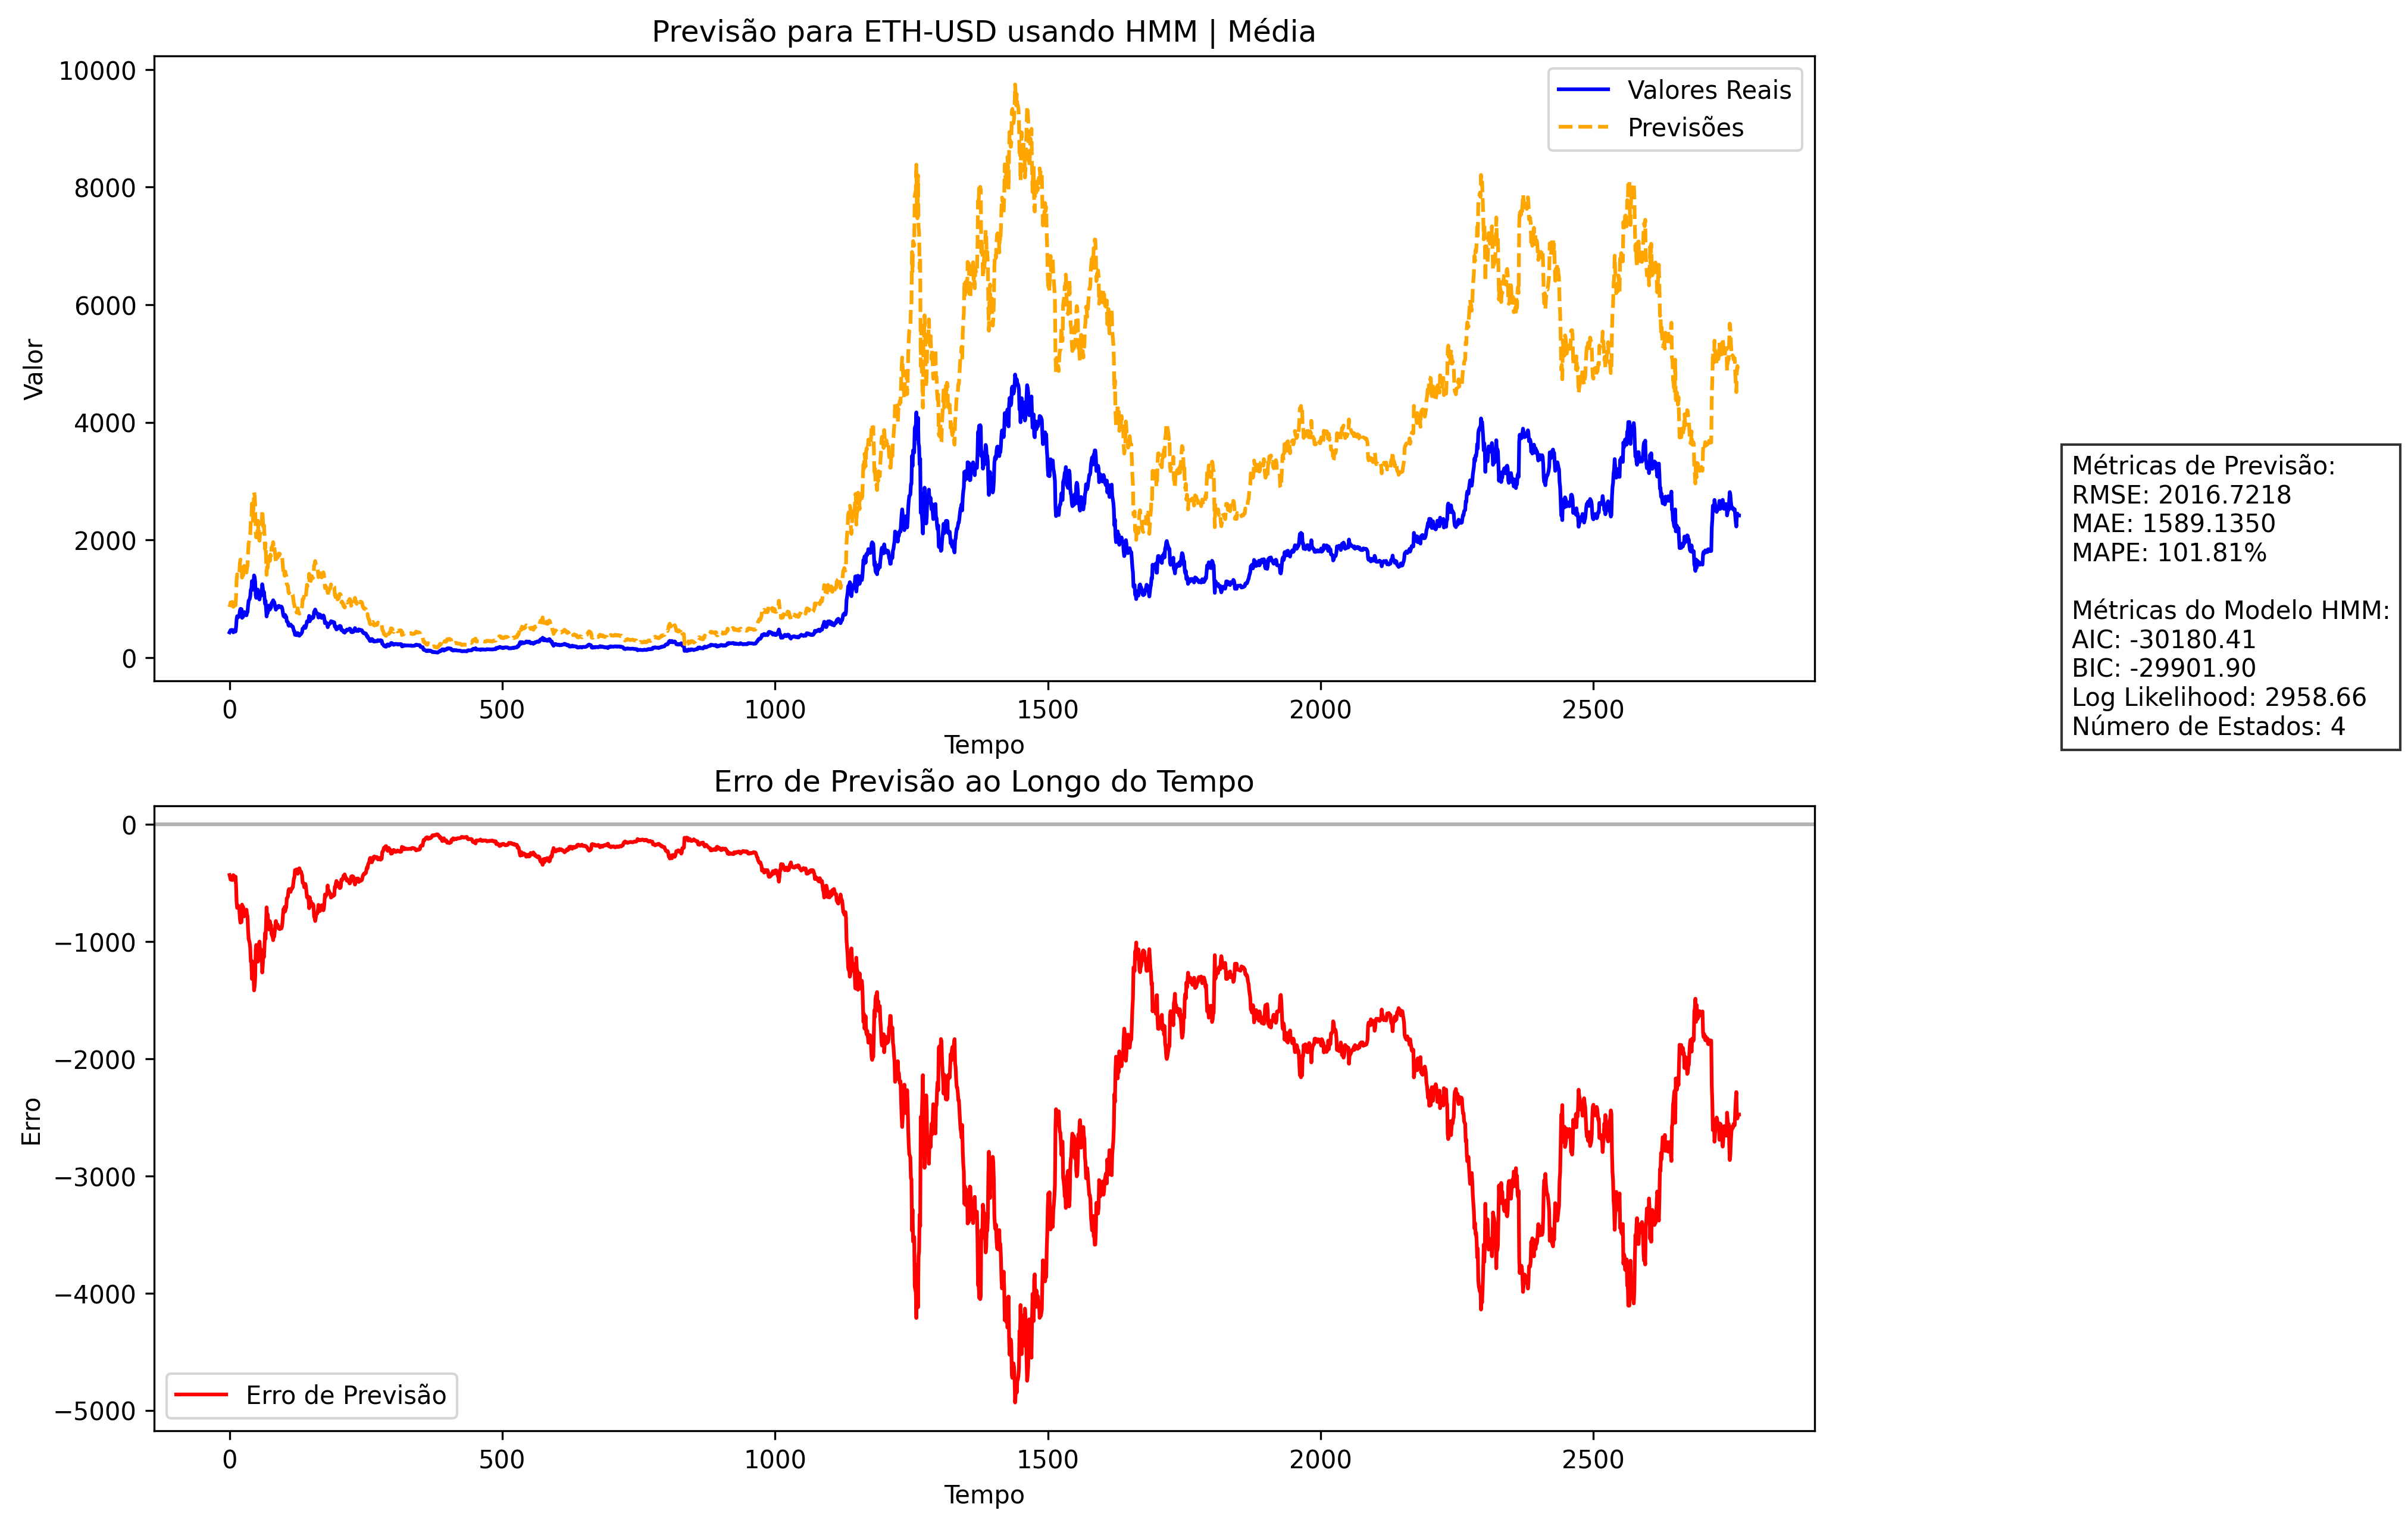 Previsão para ETH-USD usando HMM | Média
10000
8000
6000
4000
2000
0
Valor
Valores Reais
Previsões
0
500
1000
1500
2000
2500
Tempo
Métricas de Previsão:
RMSE: 2016.7218
MAE: 1589.1350
MAPE: 101.81%
Métricas do Modelo HMM:
AIC: -30180.41
BIC: -29901.90
Log Likelihood: 2958.66
Número de Estados: 4
Erro de Previsão ao Longo do Tempo
0
−1000
−2000
−3000
−4000
−5000
Erro
Erro de Previsão
0
500
1000
1500
2000
2500
Tempo